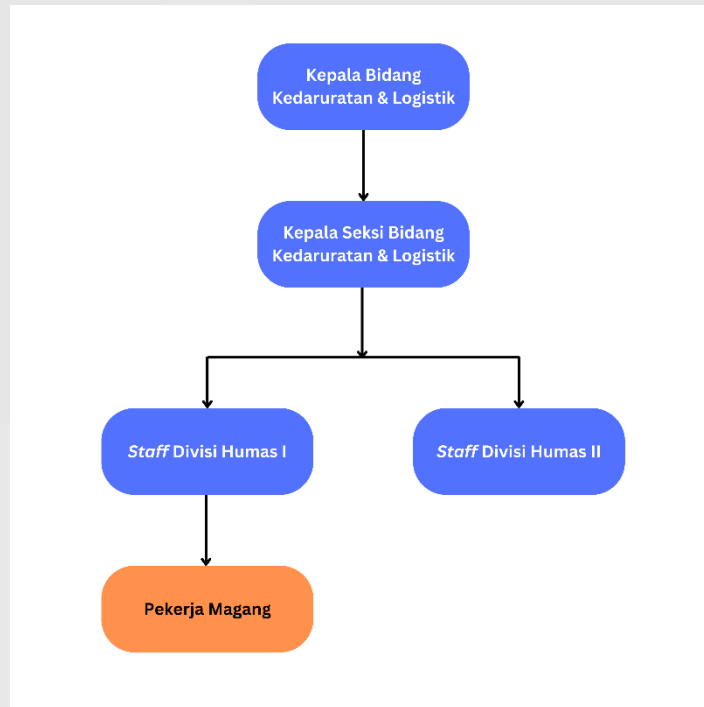 Kepala Bidang
Kedaruratan & Logistik
Kepala Seksi Bidang
Kedaruratan & Logistik
Staff Divisi Humas I
Staff Divisi Humas II
Pekerja Magang